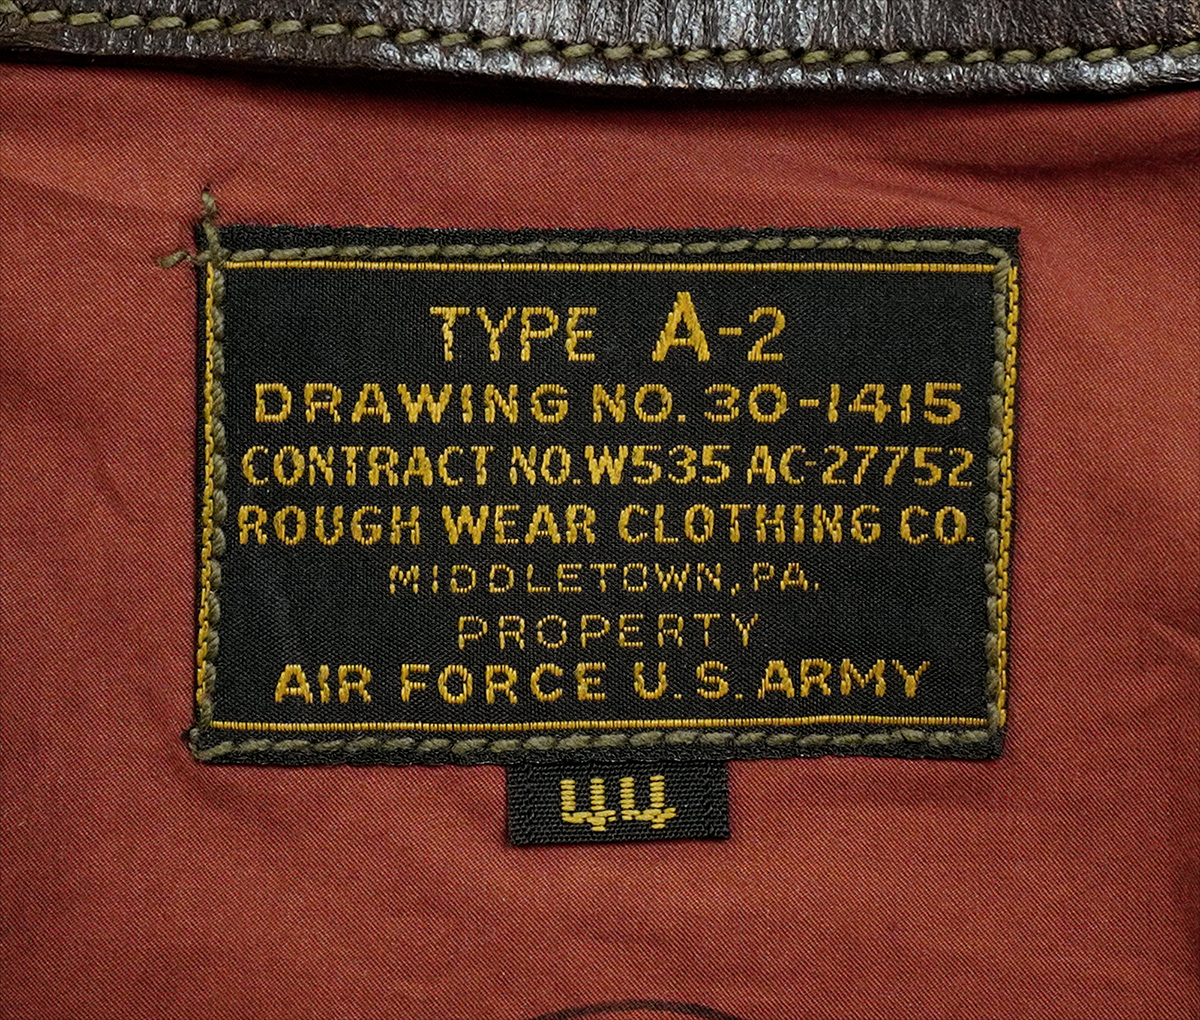 TYPE A-2
DRAWING NO. 30-1415
CONTRACT NO. W535 AC-27752
ROUGH WEAR CLOTHING CO.
MIDDLETOWN, PA.
PROPERTY
AIR FORCE U.S. ARMY
44